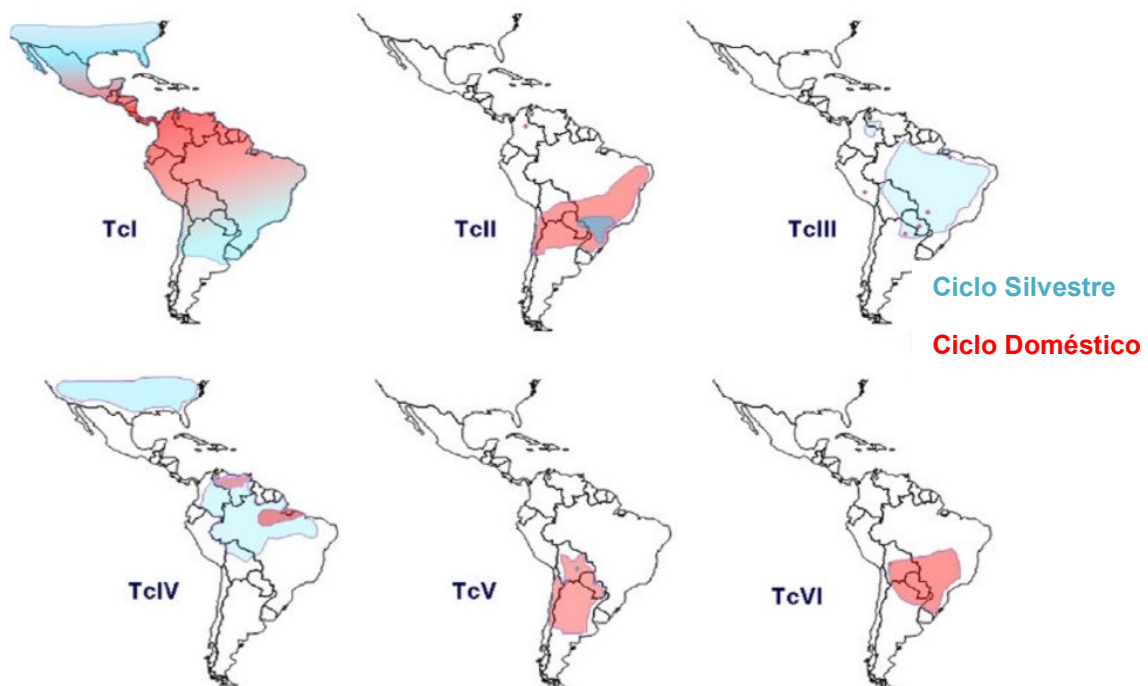 TcI
TcII
TcIII
Ciclo Silvestre
Ciclo Doméstico
TcIV
TcV
TcVI